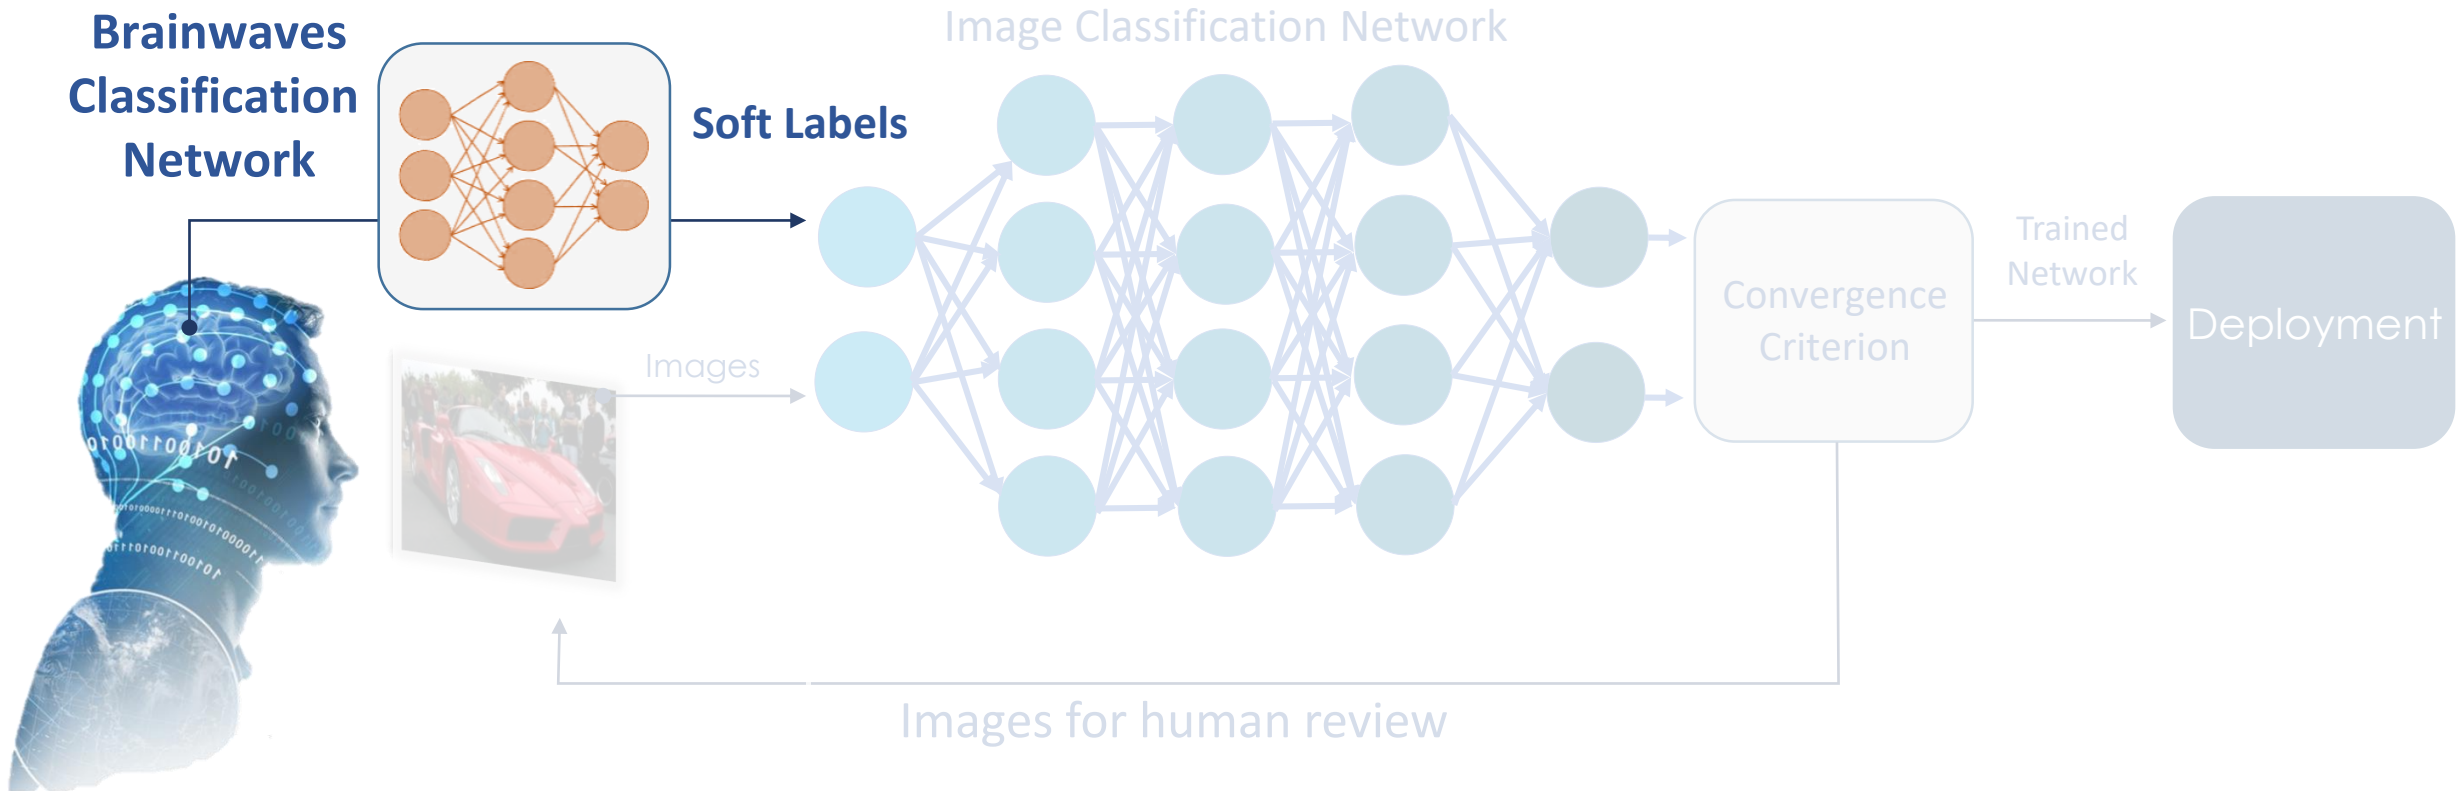 Brainwaves
Classification
Network
Soft Labels
Image Classification Network
Images
Convergence
Criterion
Trained
Network
Deployment
Images for human review